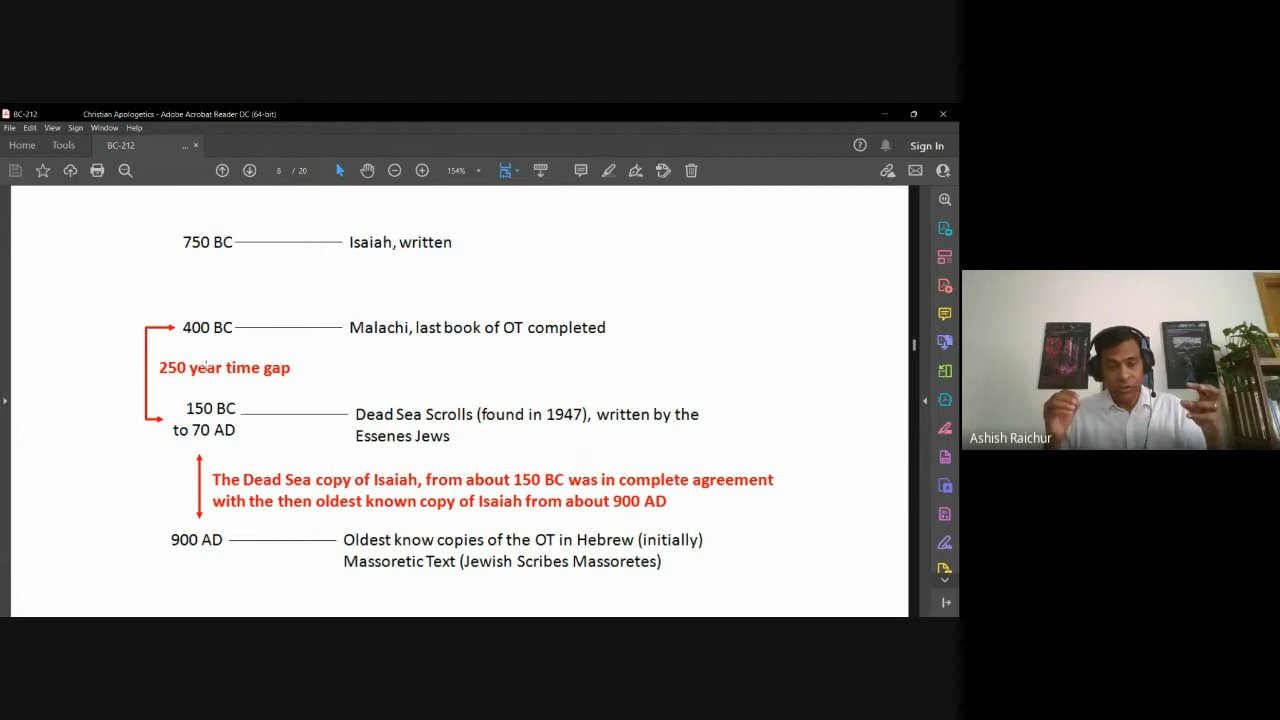 BC-212 Christian Apologetics - Adobe Acrobat Reader DC (64-bit)
File Edit View Sign Window Help
Home Tools BC-212 ... × Sign In
8 / 20 154%
750 BC Isaiah, written
400 BC Malachi, last book of OT completed
250 year time gap
150 BC
to 70 AD
Dead Sea Scrolls (found in 1947), written by the
Essenes Jews
The Dead Sea copy of Isaiah, from about 150 BC was in complete agreement
with the then oldest known copy of Isaiah from about 900 AD
900 AD Oldest know copies of the OT in Hebrew (initially)
Massoretic Text (Jewish Scribes Massoretes)
Ashish Raichur